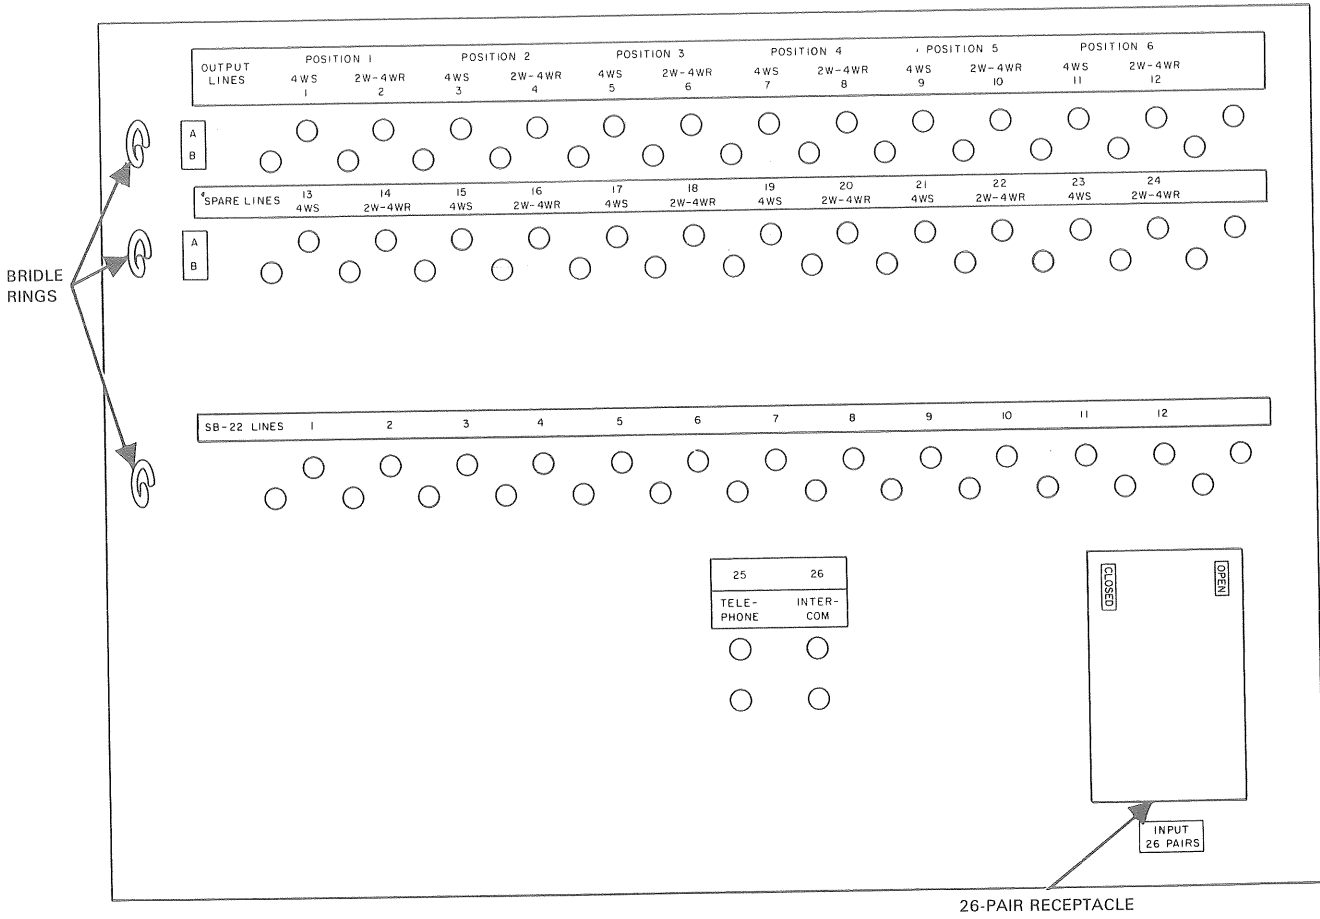 OUTPUT LINES
POSITION 1 POSITION 2 POSITION 3 POSITION 4 POSITION 5 POSITION 6
4WS 2W-4WR 4WS 2W-4WR 4WS 2W-4WR 4WS 2W-4WR 4WS 2W-4WR 4WS 2W-4WR
1 2 3 4 5 6 7 8 9 10 11 12
A
B
SPARE LINES
13 14 15 16 17 18 19 20 21 22 23 24
4WS 2W-4WR 4WS 2W-4WR 4WS 2W-4WR 4WS 2W-4WR 4WS 2W-4WR 4WS 2W-4WR
A
B
BRIDLE
RINGS
SB-22 LINES 1 2 3 4 5 6 7 8 9 10 11 12
25 26
TELE- INTER-
PHONE COM
CLOSED
OPEN
INPUT
26 PAIRS
26-PAIR RECEPTACLE